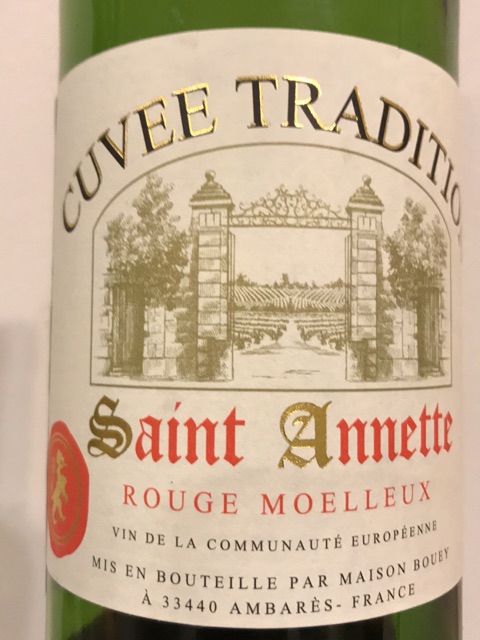 CUVEE TRADITIO
Saint Annette
ROUGE MOELLEUX
VIN DE LA COMMUNAUTÉ EUROPÉENNE
MIS EN BOUTEILLE PAR MAISON BOUEY
À 33440 AMBARÈS- FRANCE